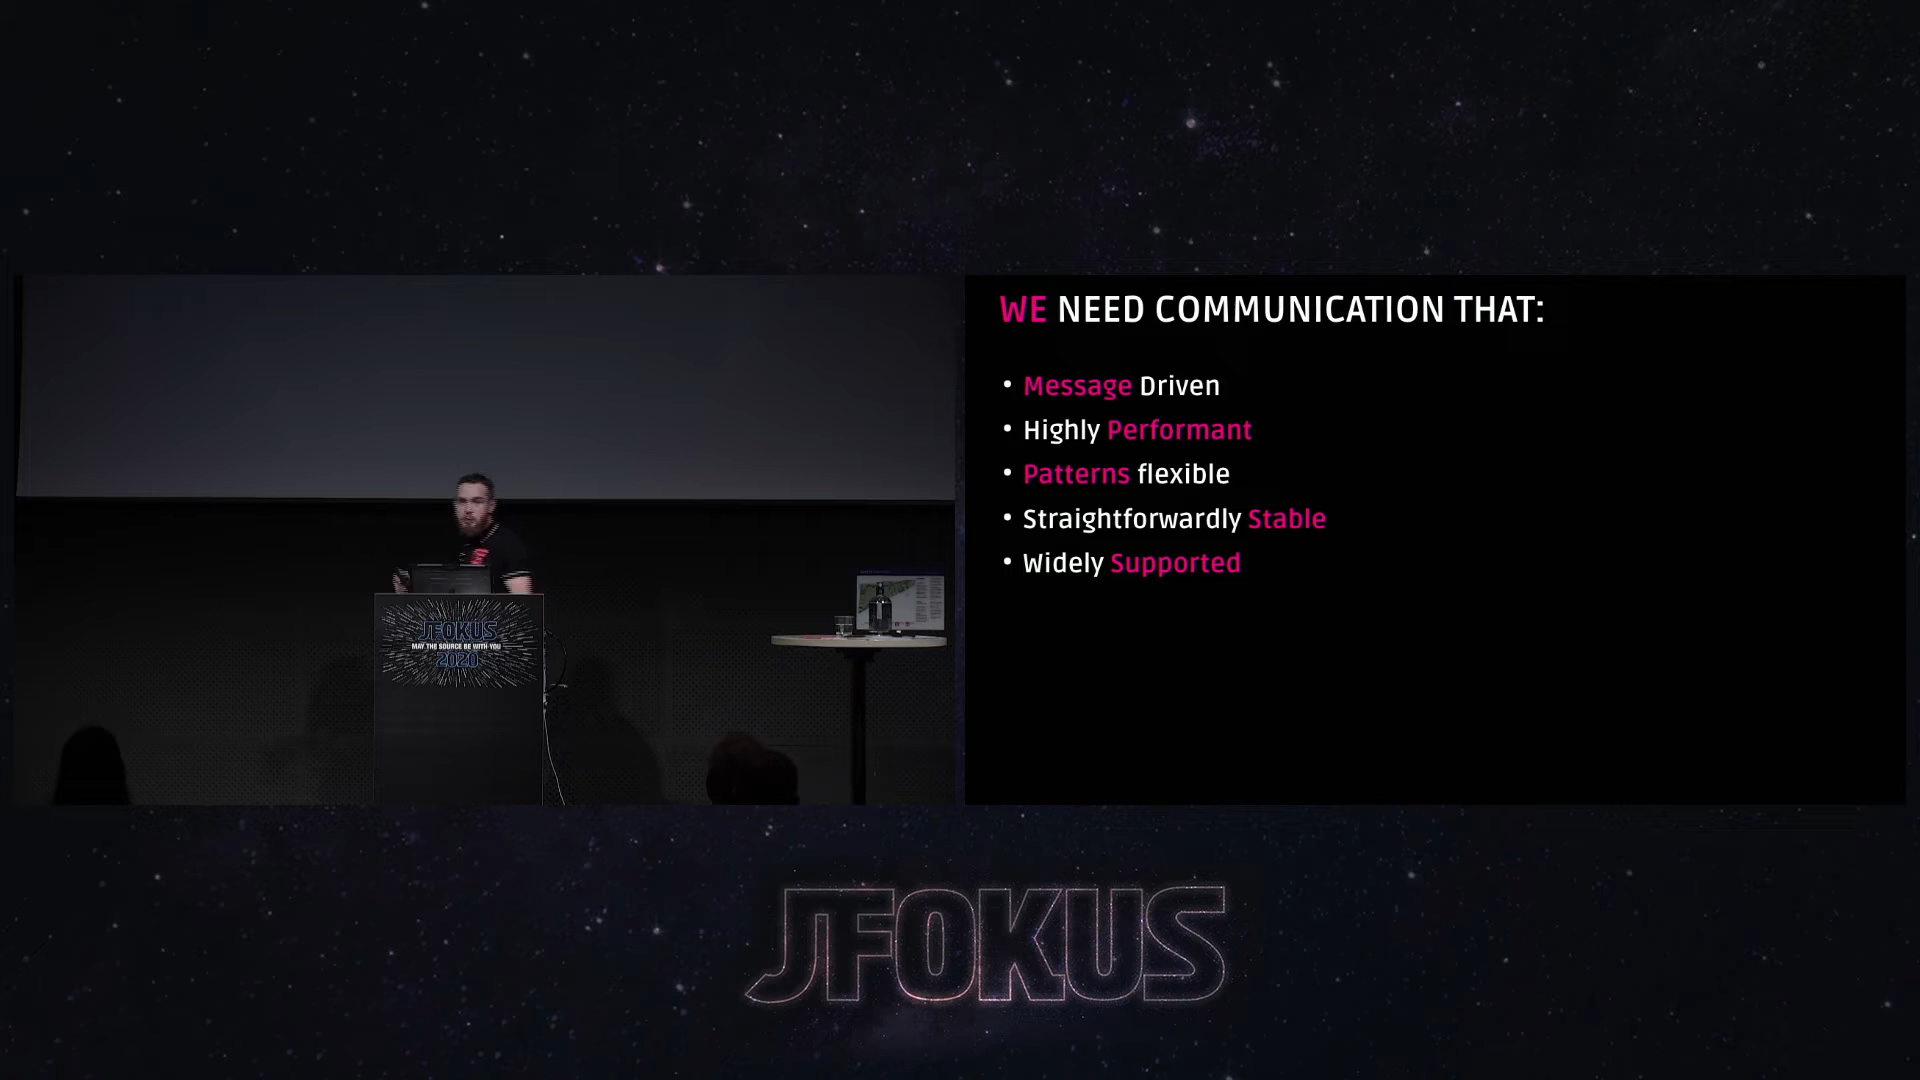 WE NEED COMMUNICATION THAT:
• Message Driven
• Highly Performant
• Patterns flexible
• Straightforwardly Stable
• Widely Supported
JFOKUS
MAY THE SOURCE BE WITH YOU
2020
JFOKUS